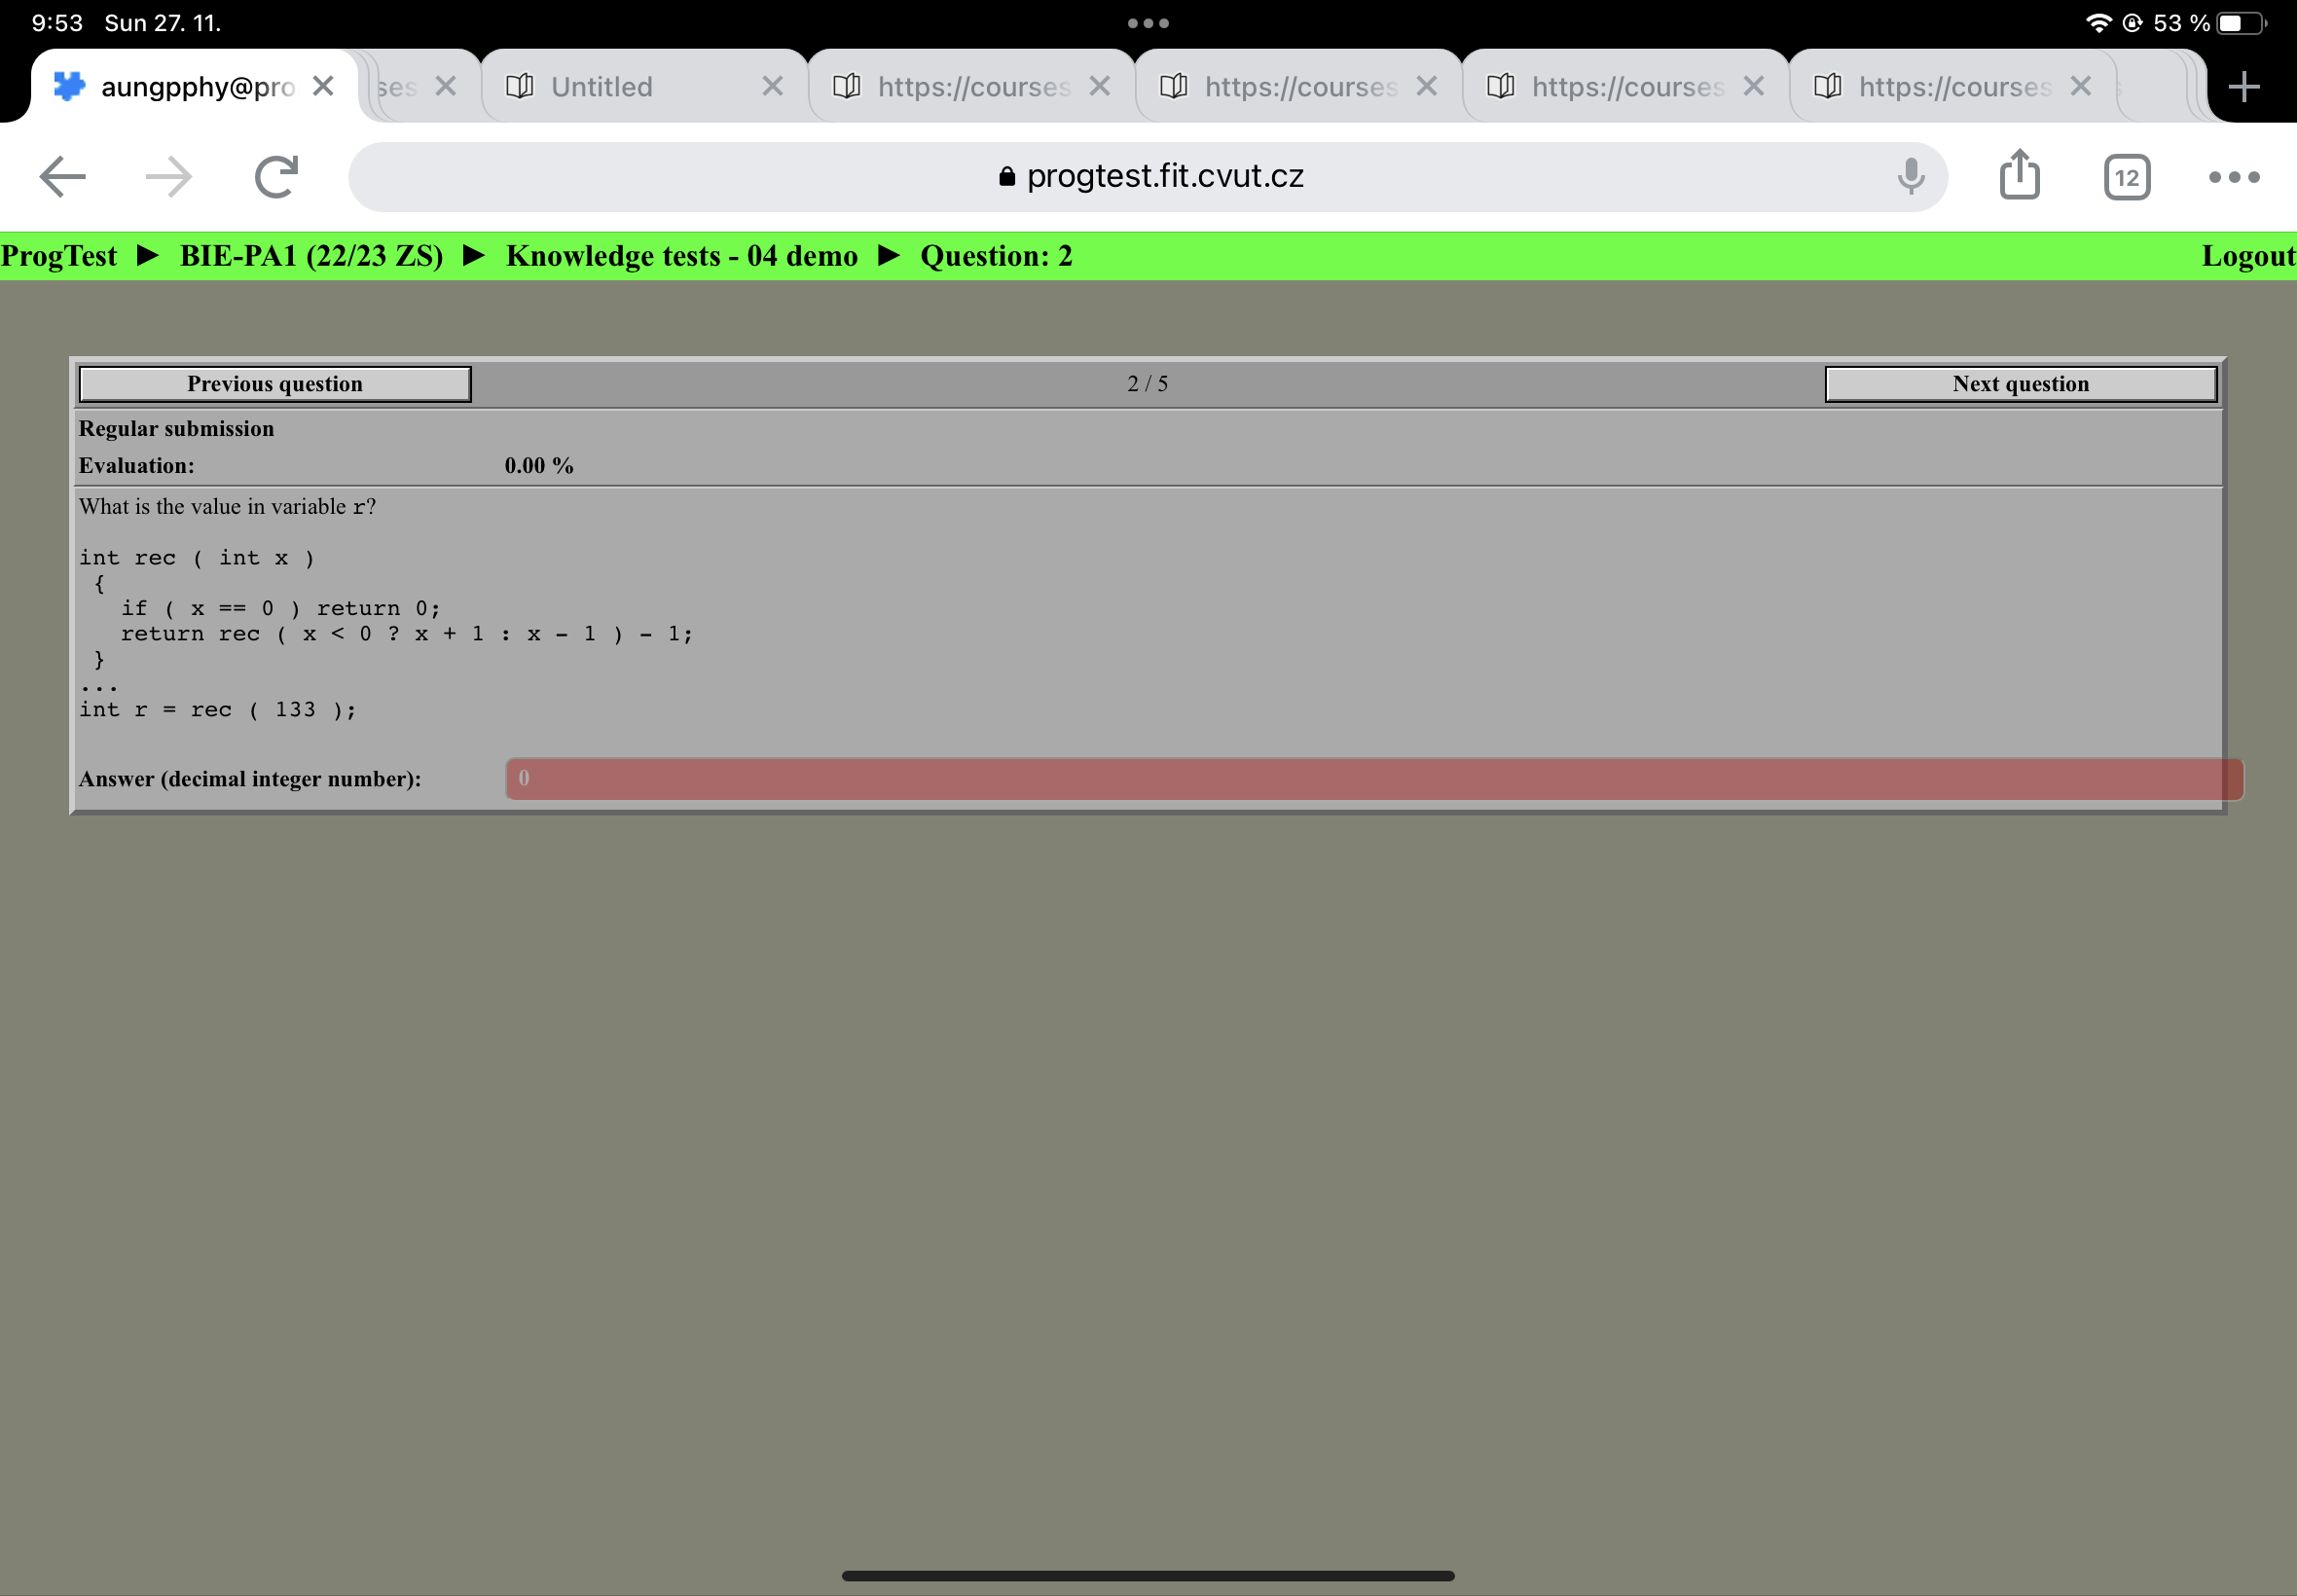 9:53 Sun 27. 11.
53 %
aungpphy@pro
ses
Untitled
https://courses
https://courses
https://courses
https://courses
progtest.fit.cvut.cz
12
ProgTest ► BIE-PA1 (22/23 ZS) ► Knowledge tests - 04 demo ► Question: 2
Logout
Previous question
2 / 5
Next question
Regular submission
Evaluation: 0.00 %
What is the value in variable r?
int rec ( int x )
{
if ( x == 0 ) return 0;
return rec ( x < 0 ? x + 1 : x - 1 ) - 1;
}
...
int r = rec ( 133 );
Answer (decimal integer number): 0